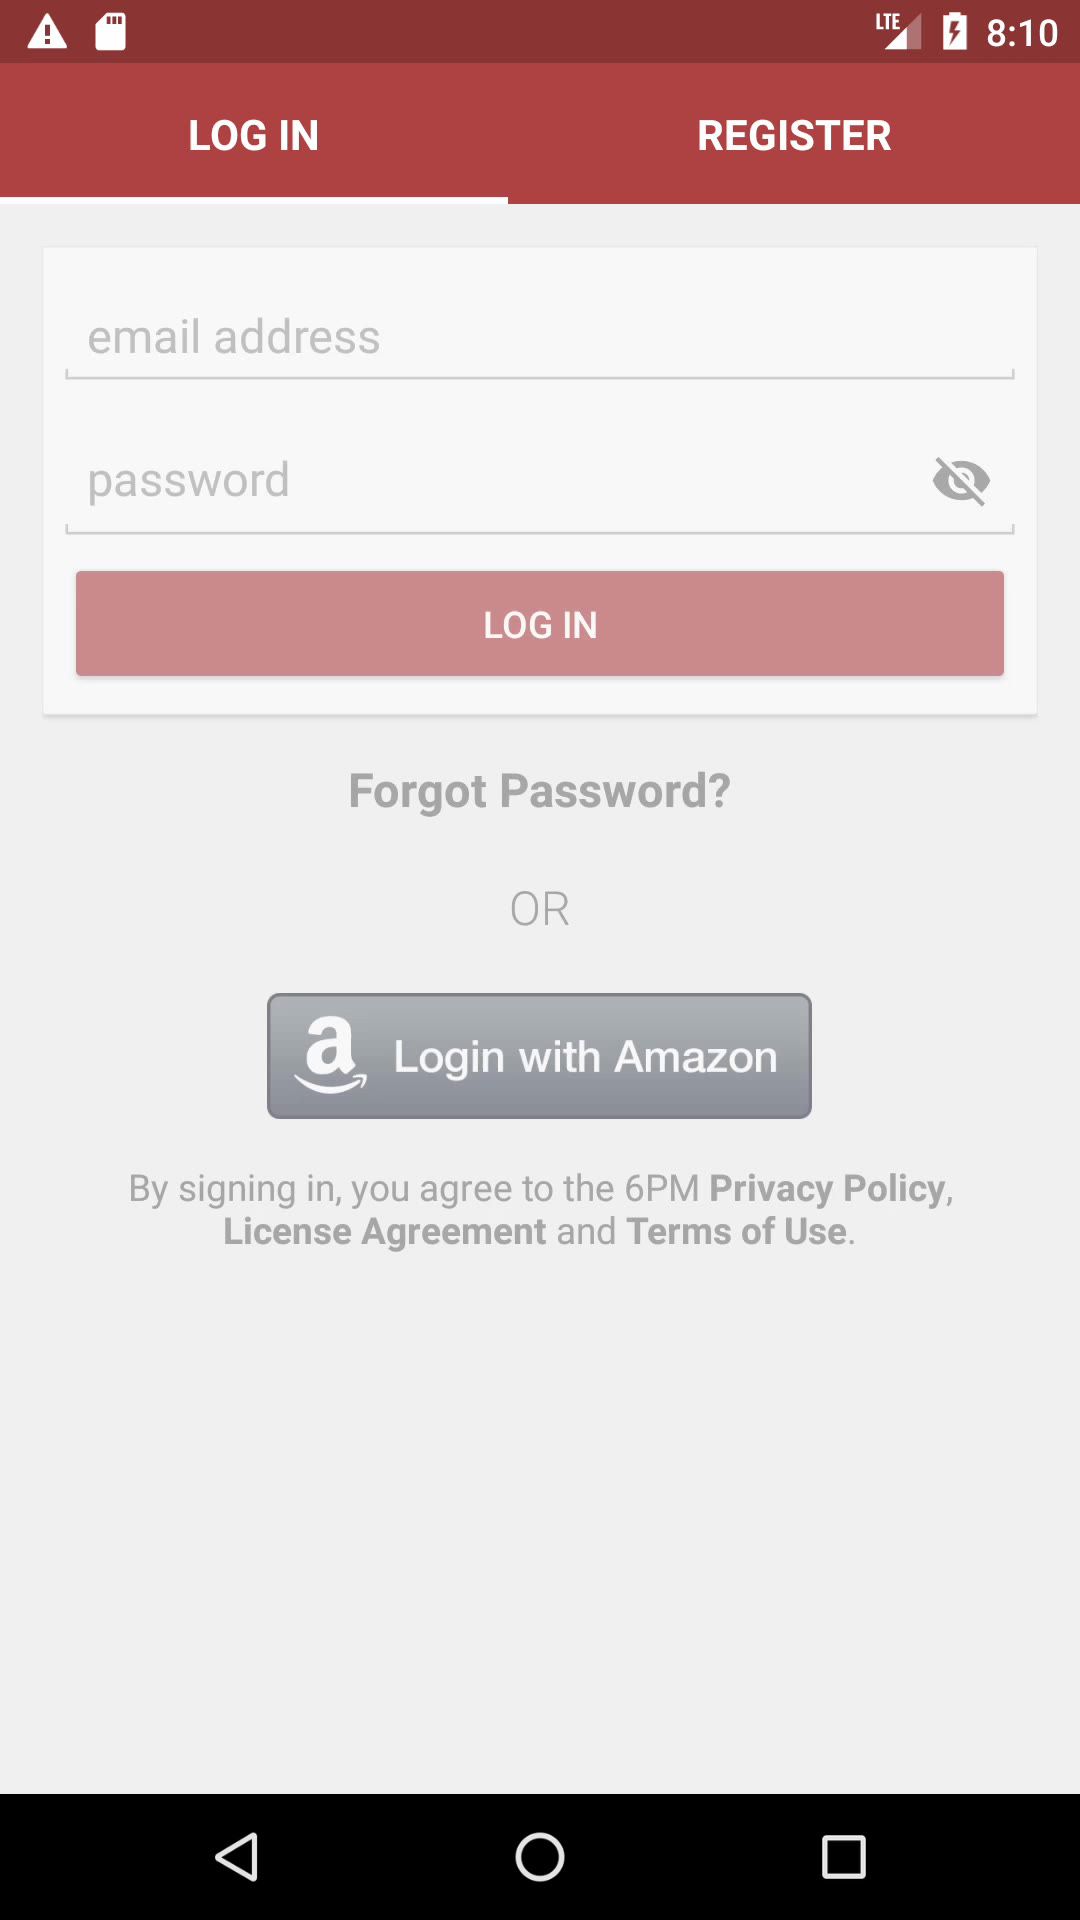 LTE 8:10
LOG IN REGISTER
email address
password
LOG IN
Forgot Password?
OR
a Login with Amazon
By signing in, you agree to the 6PM Privacy Policy,
License Agreement and Terms of Use.